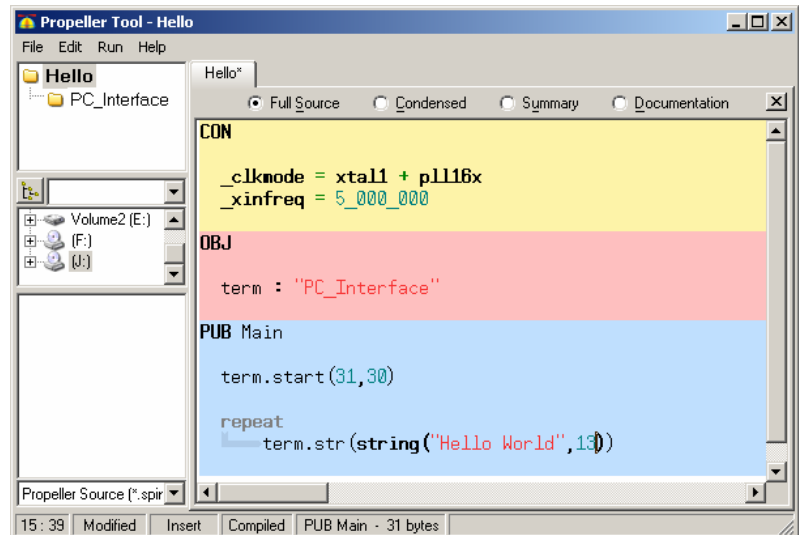 Propeller Tool - Hello
File Edit Run Help
Hello
PC_Interface
Volume2 (E:)
(F:)
(J:)
Propeller Source (*.spir
Hello*
Full Source Condensed Summary Documentation
CON
_clkmode = xtal1 + pll16x
_xinfreq = 5_000_000
OBJ
term : "PC_Interface"
PUB Main
term.start(31,30)
repeat
term.str(string("Hello World",13))
15 : 39 Modified Insert Compiled PUB Main - 31 bytes